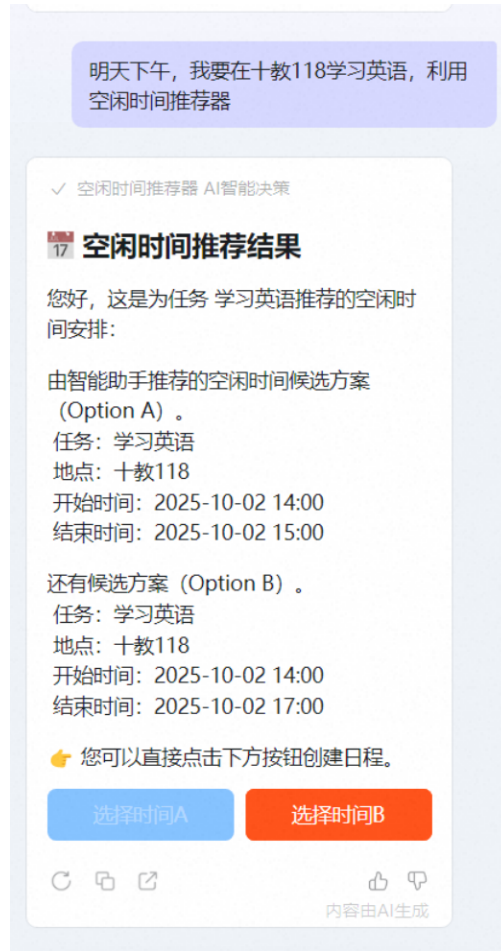 明天下午，我要在十教118学习英语，利用
空闲时间推荐器
空闲时间推荐器 AI智能决策
17 空闲时间推荐结果
您好，这是为任务 学习英语推荐的空闲时
间安排：
由智能助手推荐的空闲时间候选方案
（Option A）。
任务：学习英语
地点：十教118
开始时间：2025-10-02 14:00
结束时间：2025-10-02 15:00
还有候选方案（Option B）。
任务：学习英语
地点：十教118
开始时间：2025-10-02 14:00
结束时间：2025-10-02 17:00
您可以直接点击下方按钮创建日程。
选择时间A 选择时间B
内容由AI生成